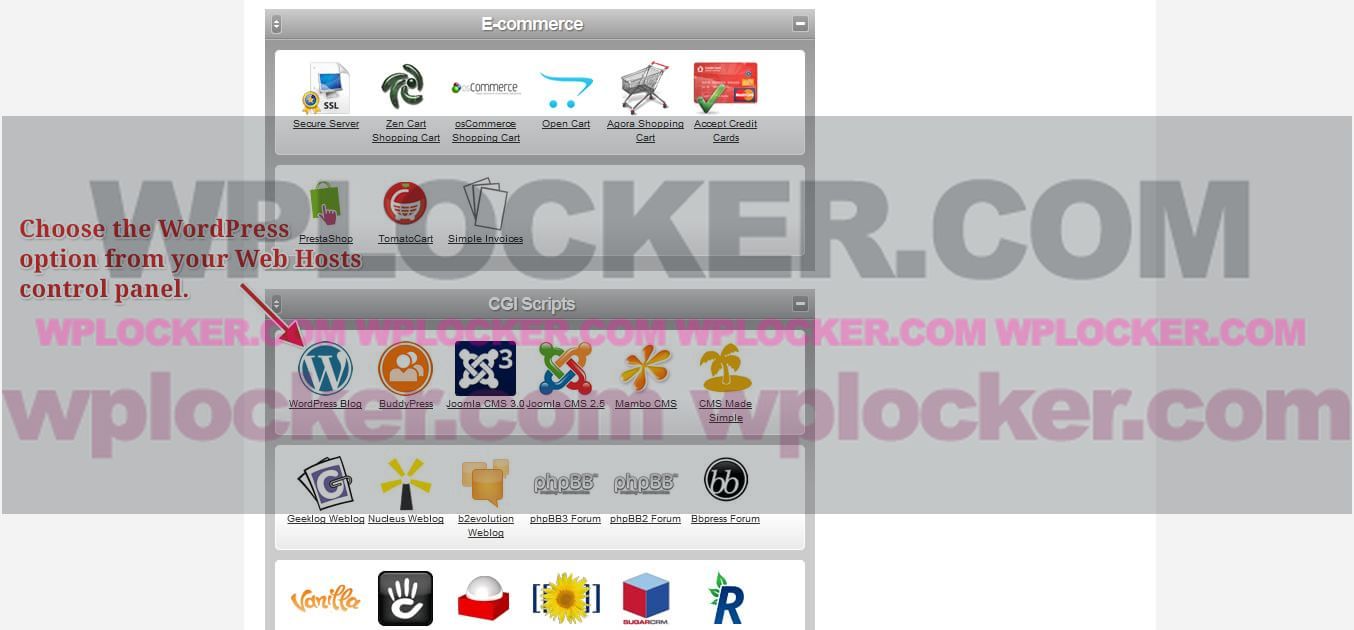 E-commerce
SSL
osCommerce
Secure Server
Zen Cart
Shopping Cart
osCommerce
Shopping Cart
Open Cart
Agora Shopping
Cart
Accept Credit
Cards
WPLOCKER.COM
PrestaShop
TomatoCart
Simple Invoices
Choose the WordPress
option from your Web Hosts
control panel.
CGI Scripts
WPLOCKER.COM WPLOCKER.COM WPLOCKER.COM WPLOCKER.COM
W
3
WordPress Blog
BuddyPress
Joomla CMS 3.0
Joomla CMS 2.5
Mambo CMS
CMS Made
Simple
wplocker.com wplocker.com
G
phpBB
phpBB
bb
Geeklog Weblog
Nucleus Weblog
b2evolution
Weblog
phpBB3 Forum
phpBB2 Forum
Bbpress Forum
Vanilla
SUGARCRM
R